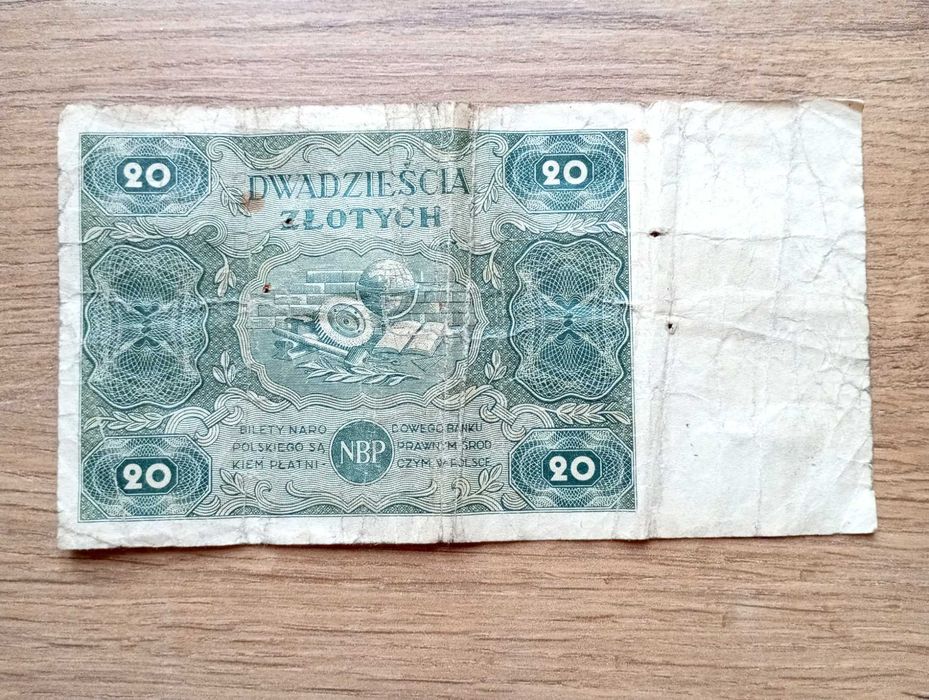 20 20
DWADZIEŚCIA
ZŁOTYCH
BILETY NARO DOWEGO BANKU
POLSKIEGO SĄ NBP PRAWNYM ŚROD
KIEM PŁATNI- CZYM W POLSCE
20 20